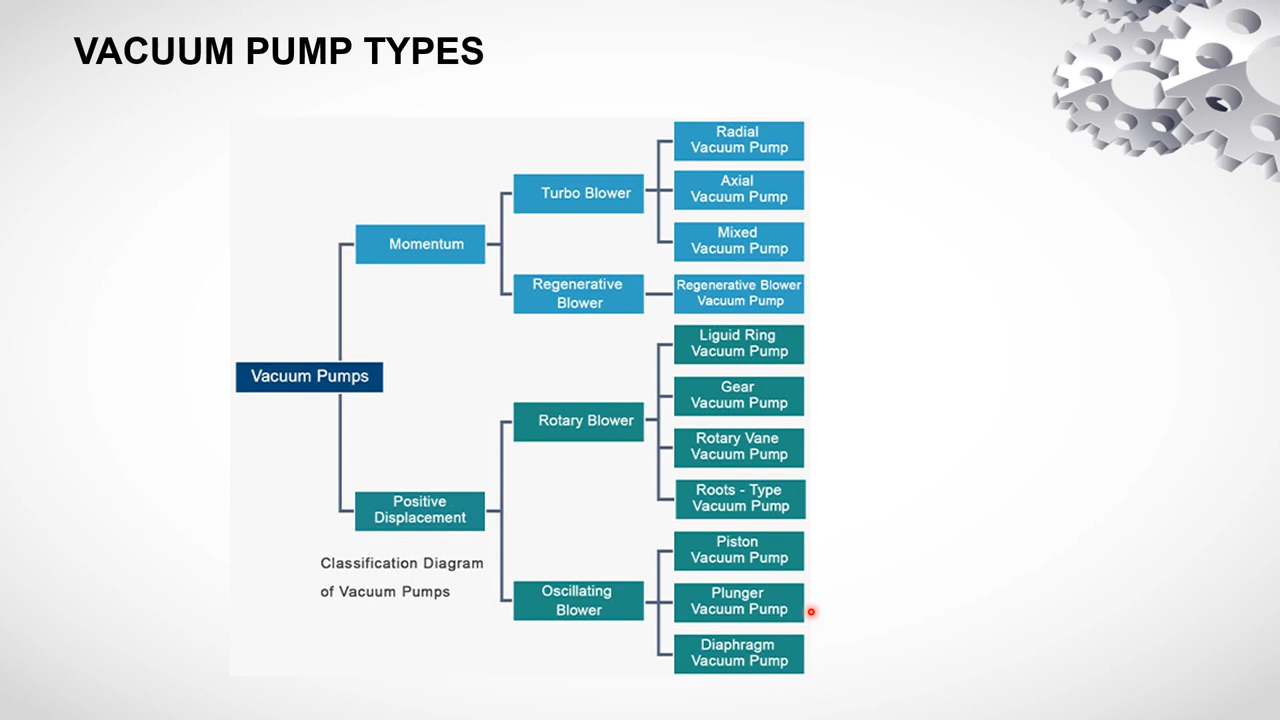 VACUUM PUMP TYPES
Radial
Vacuum Pump
Turbo Blower
Axial
Vacuum Pump
Momentum
Mixed
Vacuum Pump
Regenerative
Blower
Regenerative Blower
Vacuum Pump
Vacuum Pumps
Liguid Ring
Vacuum Pump
Gear
Vacuum Pump
Rotary Blower
Rotary Vane
Vacuum Pump
Roots - Type
Vacuum Pump
Positive
Displacement
Piston
Vacuum Pump
Oscillating
Blower
Plunger
Vacuum Pump
Diaphragm
Vacuum Pump
Classification Diagram
of Vacuum Pumps